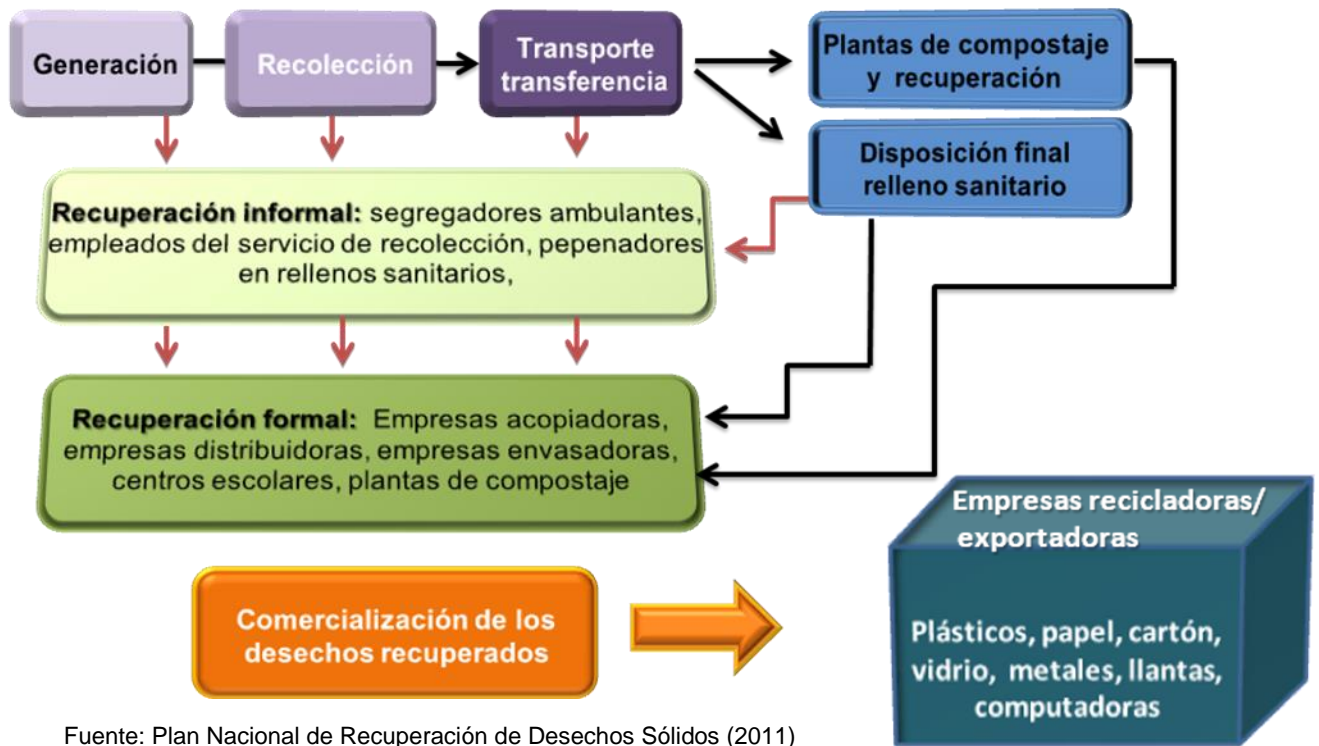 Generación
Recolección
Transporte
transferencia
Plantas de compostaje
y recuperación
Disposición final
relleno sanitario
Recuperación informal: segregadores ambulantes,
empleados del servicio de recolección, pepenadores
en rellenos sanitarios,
Recuperación formal: Empresas acopiadoras,
empresas distribuidoras, empresas envasadoras,
centros escolares, plantas de compostaje
Empresas recicladoras/
exportadoras
Plásticos, papel, cartón,
vidrio, metales, llantas,
computadoras
Comercialización de los
desechos recuperados
Fuente: Plan Nacional de Recuperación de Desechos Sólidos (2011)